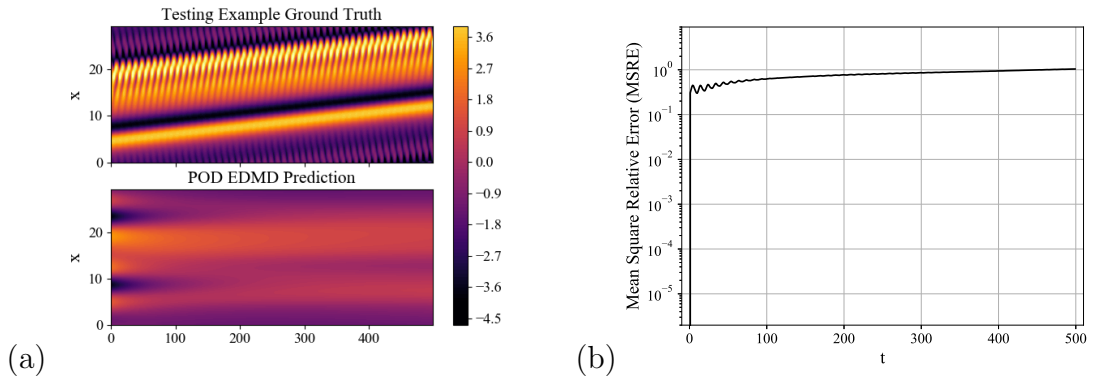 Testing Example Ground Truth
x
20
10
0
POD EDMD Prediction
x
20
10
0
0 100 200 300 400
3.6
2.7
1.8
0.9
0.0
−0.9
−1.8
−2.7
−3.6
−4.5
(a)
Mean Square Relative Error (MSRE)
10⁰
10⁻¹
10⁻²
10⁻³
10⁻⁴
10⁻⁵
0 100 200 300 400 500
t
(b)